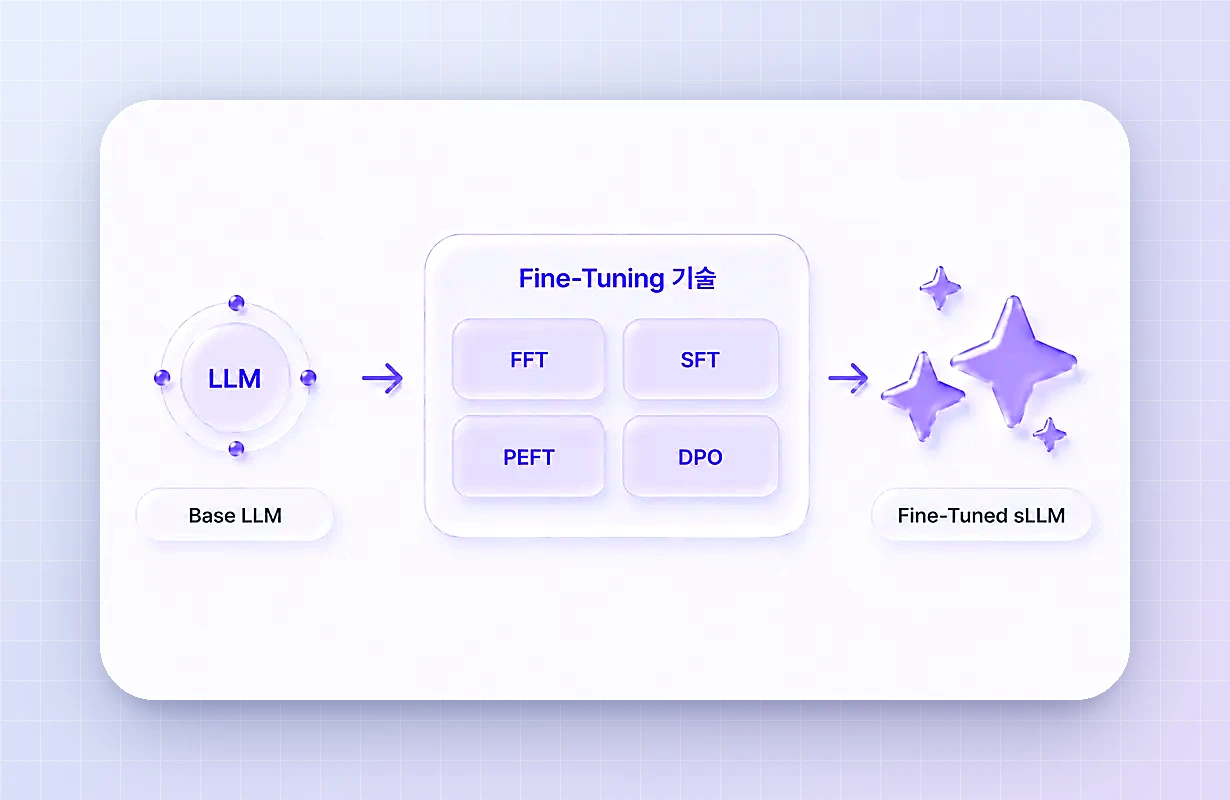 LLM
Base LLM
Fine-Tuning 기술
FFT
SFT
PEFT
DPO
Fine-Tuned sLLM